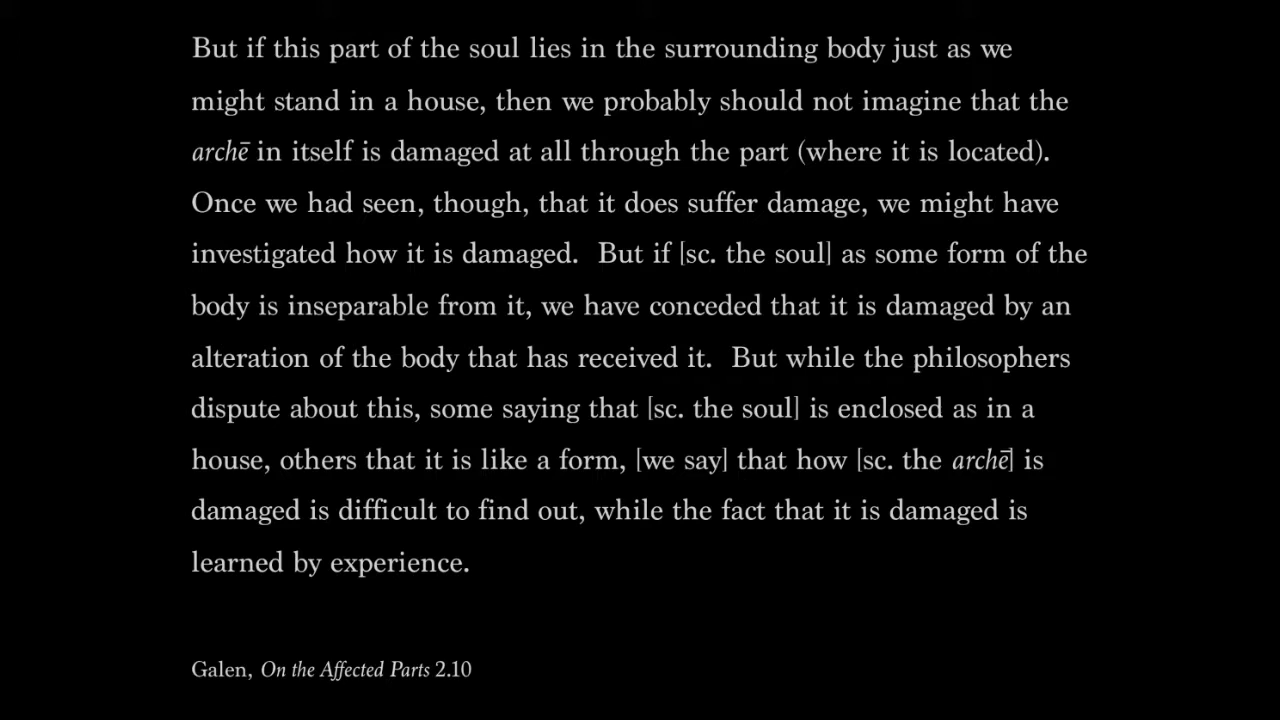 But if this part of the soul lies in the surrounding body just as we
might stand in a house, then we probably should not imagine that the
archē in itself is damaged at all through the part (where it is located).
Once we had seen, though, that it does suffer damage, we might have
investigated how it is damaged.  But if [sc. the soul] as some form of the
body is inseparable from it, we have conceded that it is damaged by an
alteration of the body that has received it.  But while the philosophers
dispute about this, some saying that [sc. the soul] is enclosed as in a
house, others that it is like a form, [we say] that how [sc. the archē] is
damaged is difficult to find out, while the fact that it is damaged is
learned by experience.
Galen, On the Affected Parts 2.10